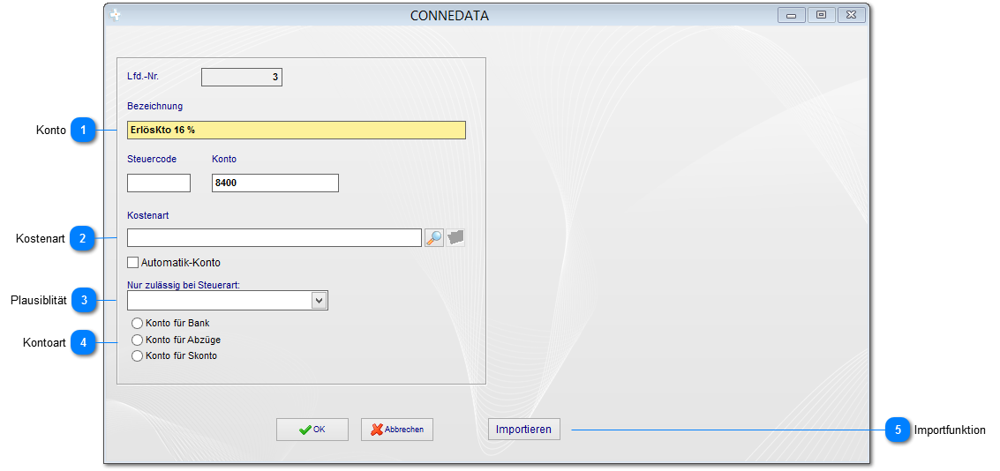 CONNEDATA
Lfd.-Nr. 3
Bezeichnung
Konto 1 ErlösKto 16 %
Steuercode Konto
8400
Kostenart
Kostenart 2
Automatik-Konto
Nur zulässig bei Steuerart:
Plausiblität 3
Konto für Bank
Kontoart 4 Konto für Abzüge
Konto für Skonto
OK Abbrechen Importieren 5 Importfunktion